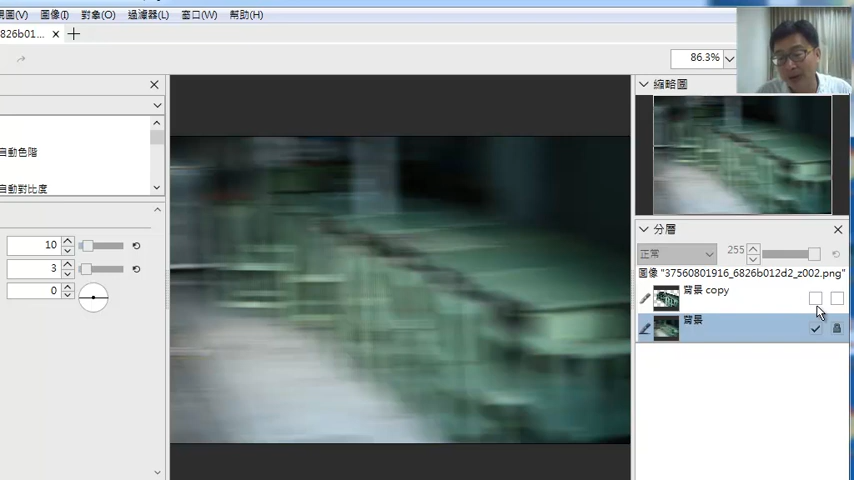 視圖(V) 圖像(I) 對象(O) 過濾器(L) 窗口(W) 幫助(H)
826b01... ×
86.3%
縮略圖
自動色階
自動對比度
分層
正常 255
10
3
0
圖像 "37560801916_6826b012d2_z002.png"
背景 copy
背景